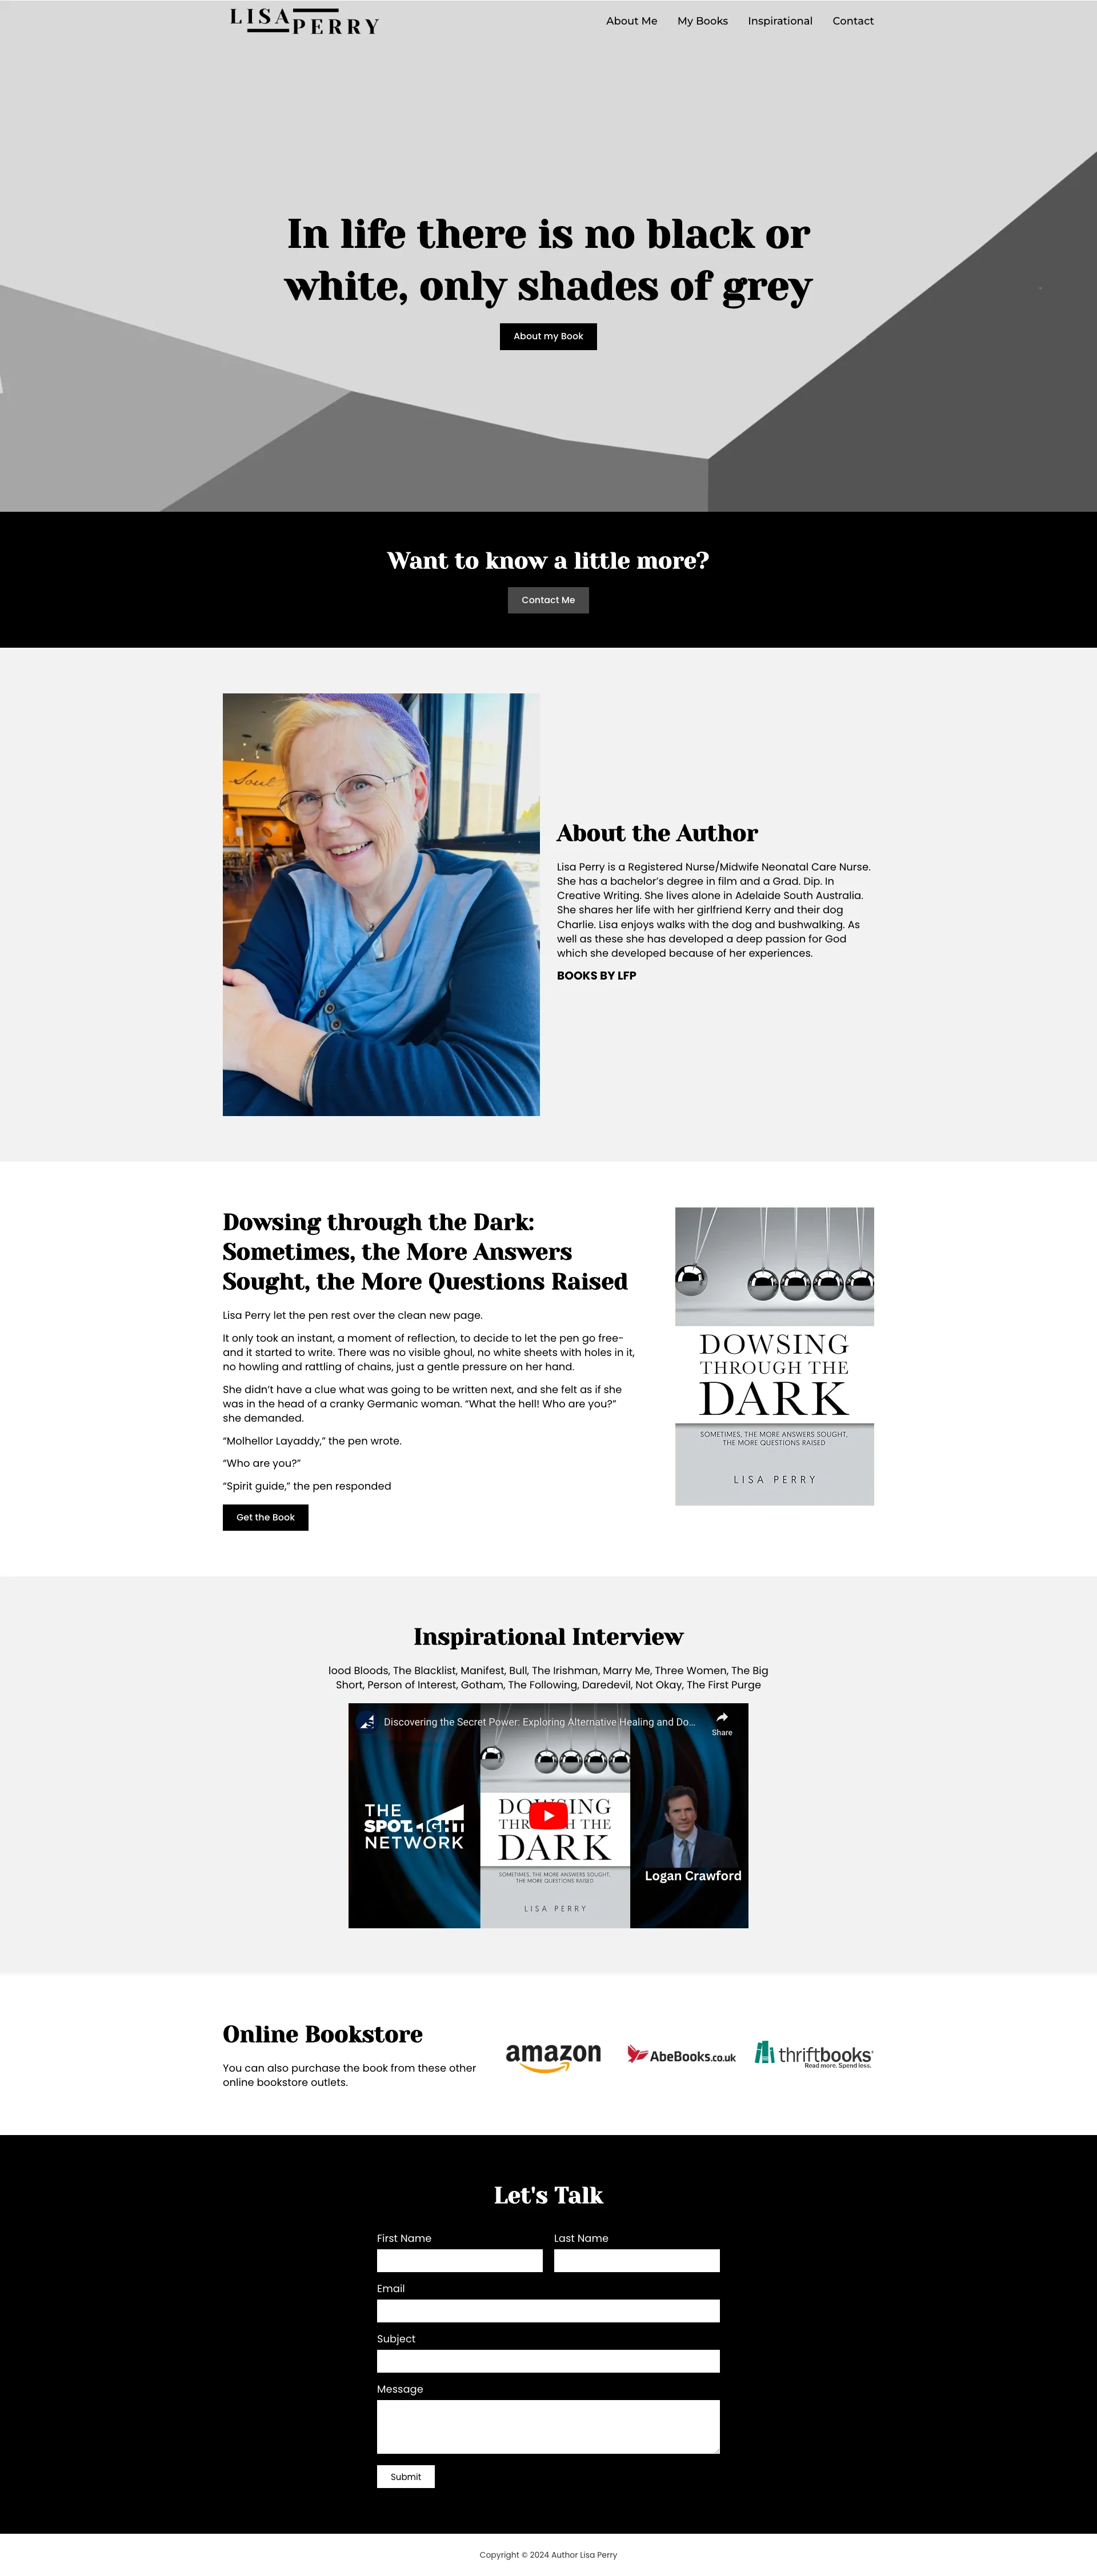 LISA
PERRY
About Me My Books Inspirational Contact
In life there is no black or
white, only shades of grey
About my Book
Want to know a little more?
Contact Me
Soul
About the Author
Lisa Perry is a Registered Nurse/Midwife Neonatal Care Nurse.
She has a bachelor’s degree in film and a Grad. Dip. In
Creative Writing. She lives alone in Adelaide South Australia.
She shares her life with her girlfriend Kerry and their dog
Charlie. Lisa enjoys walks with the dog and bushwalking. As
well as these she has developed a deep passion for God
which she developed because of her experiences.
BOOKS BY LFP
Dowsing through the Dark:
Sometimes, the More Answers
Sought, the More Questions Raised
Lisa Perry let the pen rest over the clean new page.
It only took an instant, a moment of reflection, to decide to let the pen go free-
and it started to write. There was no visible ghoul, no white sheets with holes in it,
no howling and rattling of chains, just a gentle pressure on her hand.
She didn’t have a clue what was going to be written next, and she felt as if she
was in the head of a cranky Germanic woman. “What the hell! Who are you?”
she demanded.
“Molhellor Layaddy,” the pen wrote.
“Who are you?”
“Spirit guide,” the pen responded
Get the Book
DOWSING
THROUGH THE
DARK
SOMETIMES, THE MORE ANSWERS SOUGHT,
THE MORE QUESTIONS RAISED
LISA PERRY
Inspirational Interview
lood Bloods, The Blacklist, Manifest, Bull, The Irishman, Marry Me, Three Women, The Big
Short, Person of Interest, Gotham, The Following, Daredevil, Not Okay, The First Purge
Discovering the Secret Power: Exploring Alternative Healing and Do...
Share
THE
SPOTLIGHT
NETWORK
DOWSING
THROUGH THE
DARK
SOMETIMES, THE MORE ANSWERS SOUGHT,
THE MORE QUESTIONS RAISED
LISA PERRY
Logan Crawford
Online Bookstore
You can also purchase the book from these other
online bookstore outlets.
amazon
AbeBooks.co.uk
thriftbooks
Read more. Spend less.
Let's Talk
First Name Last Name
Email
Subject
Message
Submit
Copyright © 2024 Author Lisa Perry